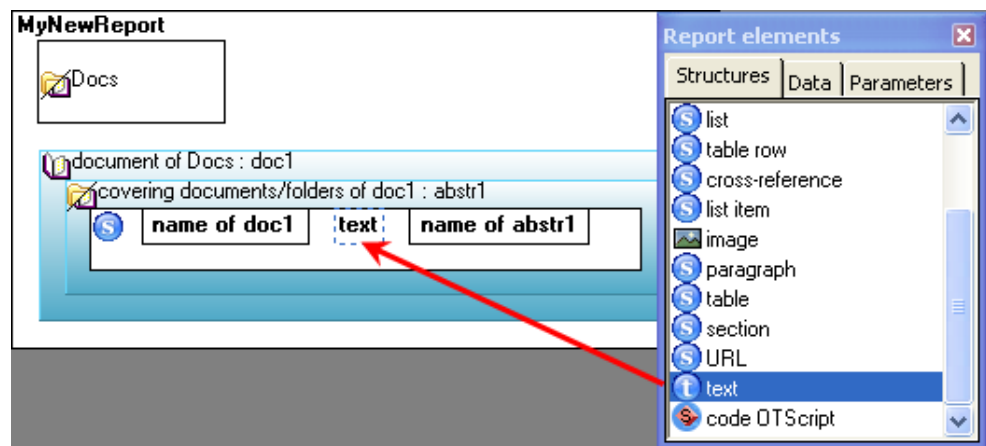 MyNewReport
Docs
document of Docs : doc1
covering documents/folders of doc1 : abstr1
S name of doc1 text name of abstr1
Report elements
Structures Data Parameters
S list
S table row
S cross-reference
S list item
image
S paragraph
S table
S section
S URL
t text
S code OTScript